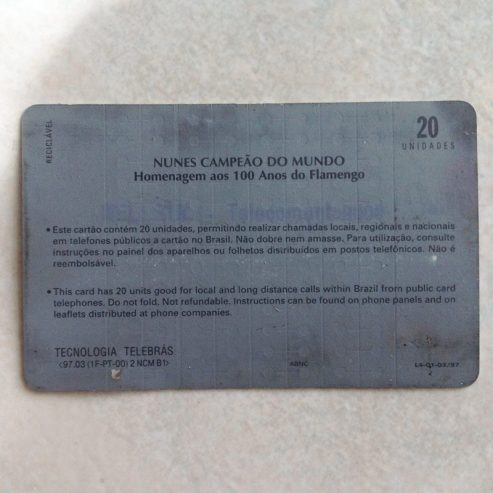 RECICLÁVEL
20
UNIDADES
NUNES CAMPEÃO DO MUNDO
Homenagem aos 100 Anos do Flamengo
• Este cartão contém 20 unidades, permitindo realizar chamadas locais, regionais e nacionais
em telefones públicos a cartão no Brasil. Não dobre nem amasse. Para utilização, consulte
instruções no painel dos aparelhos ou folhetos distribuídos em postos telefônicos. Não é
reembolsável.
• This card has 20 units good for local and long distance calls within Brazil from public card
telephones. Do not fold. Not refundable. Instructions can be found on phone panels and on
leaflets distributed at phone companies.
TECNOLOGIA TELEBRÁS
<97.03 (1F-PT-00) 2 NCM B1>
ABNC